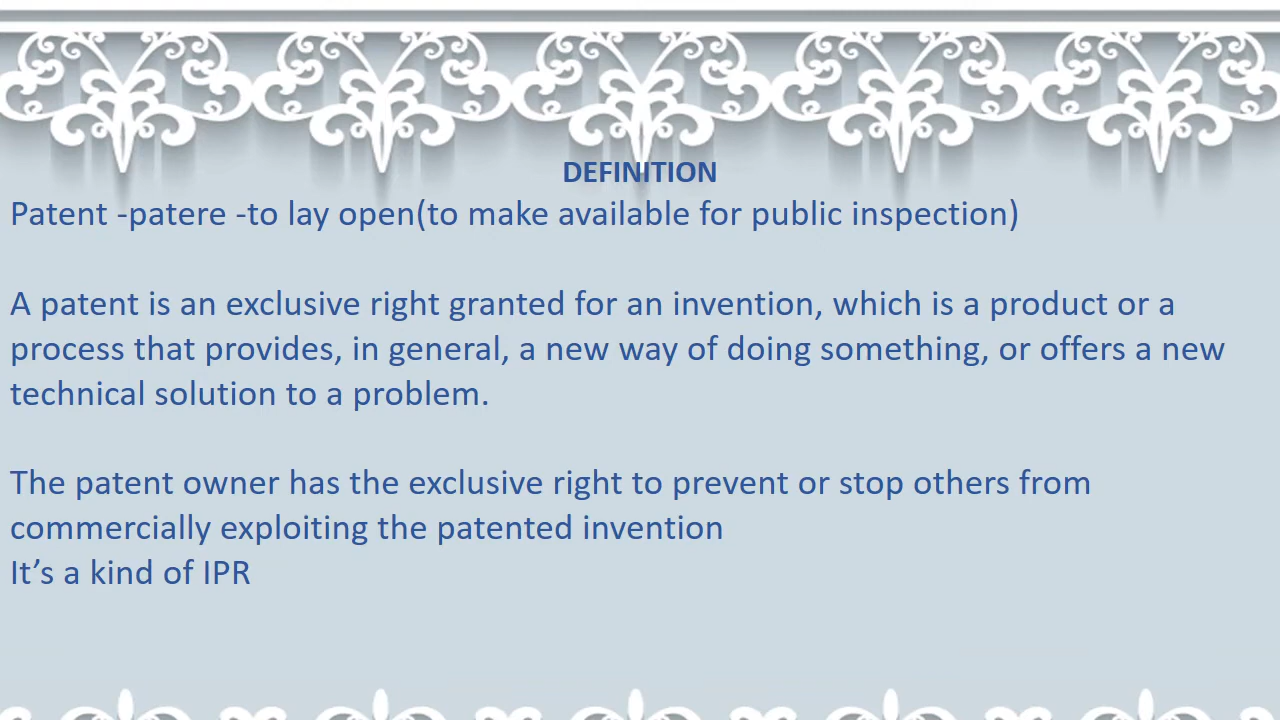 DEFINITION
Patent -patere -to lay open(to make available for public inspection)
A patent is an exclusive right granted for an invention, which is a product or a
process that provides, in general, a new way of doing something, or offers a new
technical solution to a problem.
The patent owner has the exclusive right to prevent or stop others from
commercially exploiting the patented invention
It’s a kind of IPR